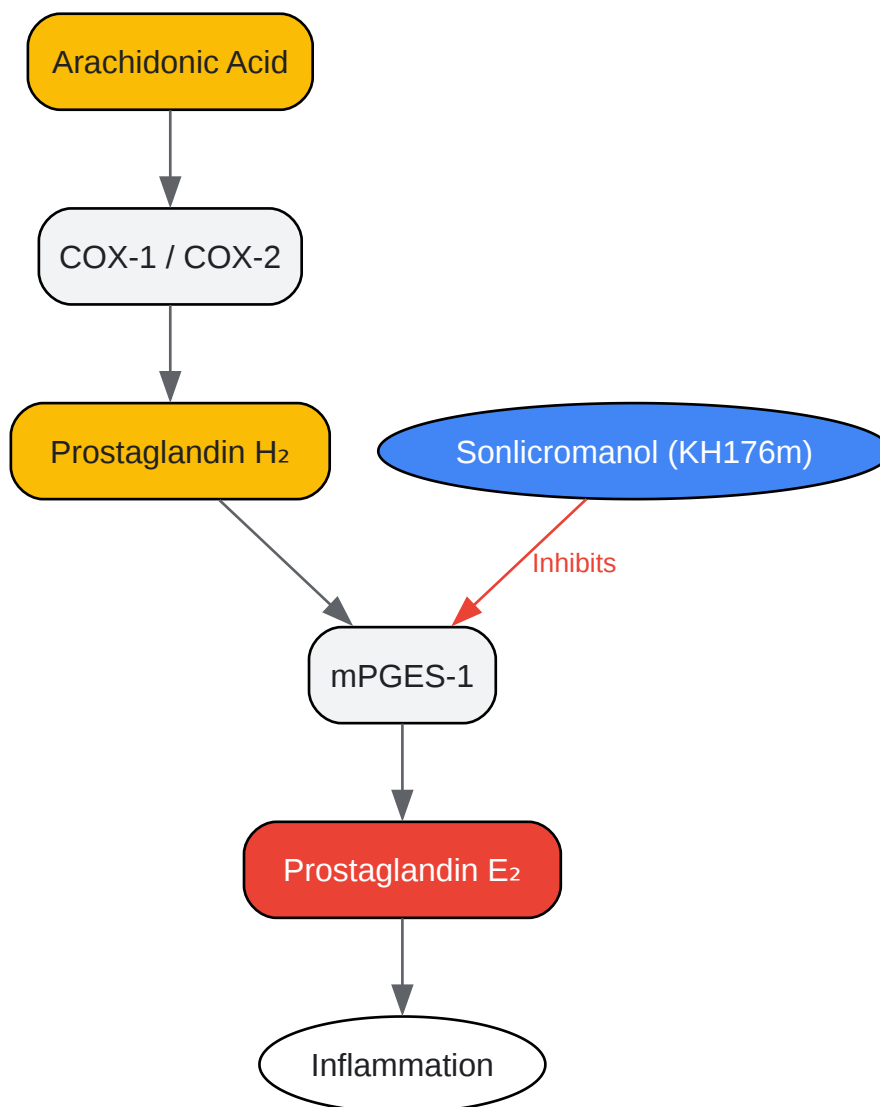 Arachidonic Acid
COX-1 / COX-2
Prostaglandin H₂
Sonlicromanol (KH176m)
Inhibits
mPGES-1
Prostaglandin E₂
Inflammation